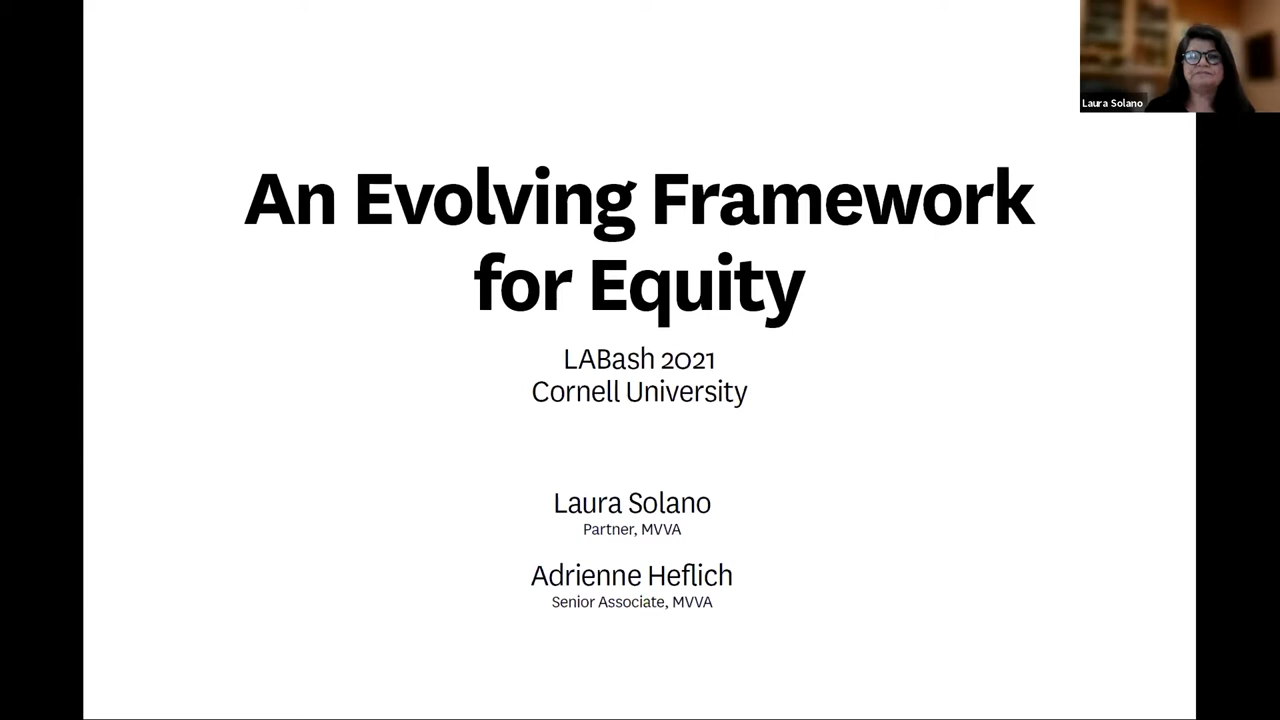 Laura Solano
An Evolving Framework
for Equity
LABash 2021
Cornell University
Laura Solano
Partner, MVVA
Adrienne Heflich
Senior Associate, MVVA